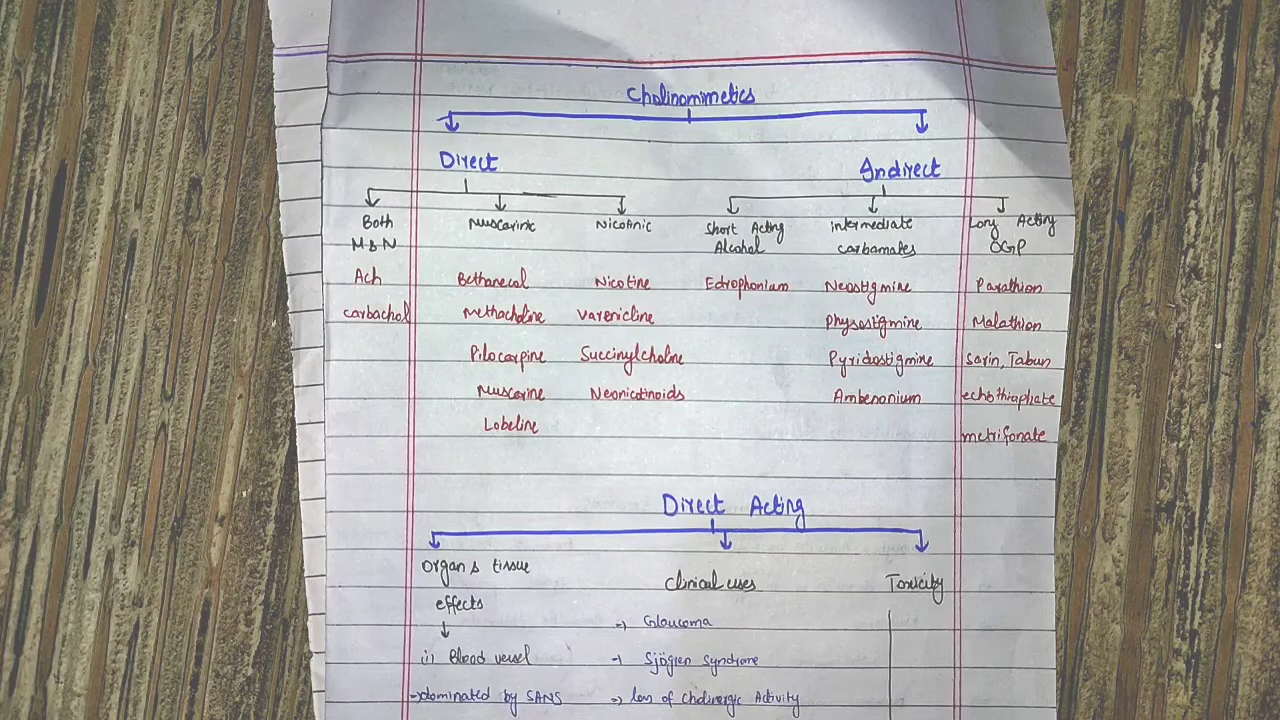 Cholinomimetics
Direct Indirect
Both Muscarinic Nicotinic Short Acting intermediate Long Acting
M & N Alcohol carbamates OGP
Ach Bethanecol Nicotine Edrophonium Neostigmine Parathion
carbachol Methacholine varenicline Physostigmine Malathion
Pilocarpine Succinylcholine Pyridostigmine Sarin, Tabun
Muscarine Neonicotinoids Ambenonium echothiophate
Lobeline metrifonate
Direct Acting
organ s tissue Clinical uses Toxicity
effects
→ Glaucoma
i) Blood vessel → Sjögren Syndrome
→ dominated by SANS → loss of cholinergic Activity